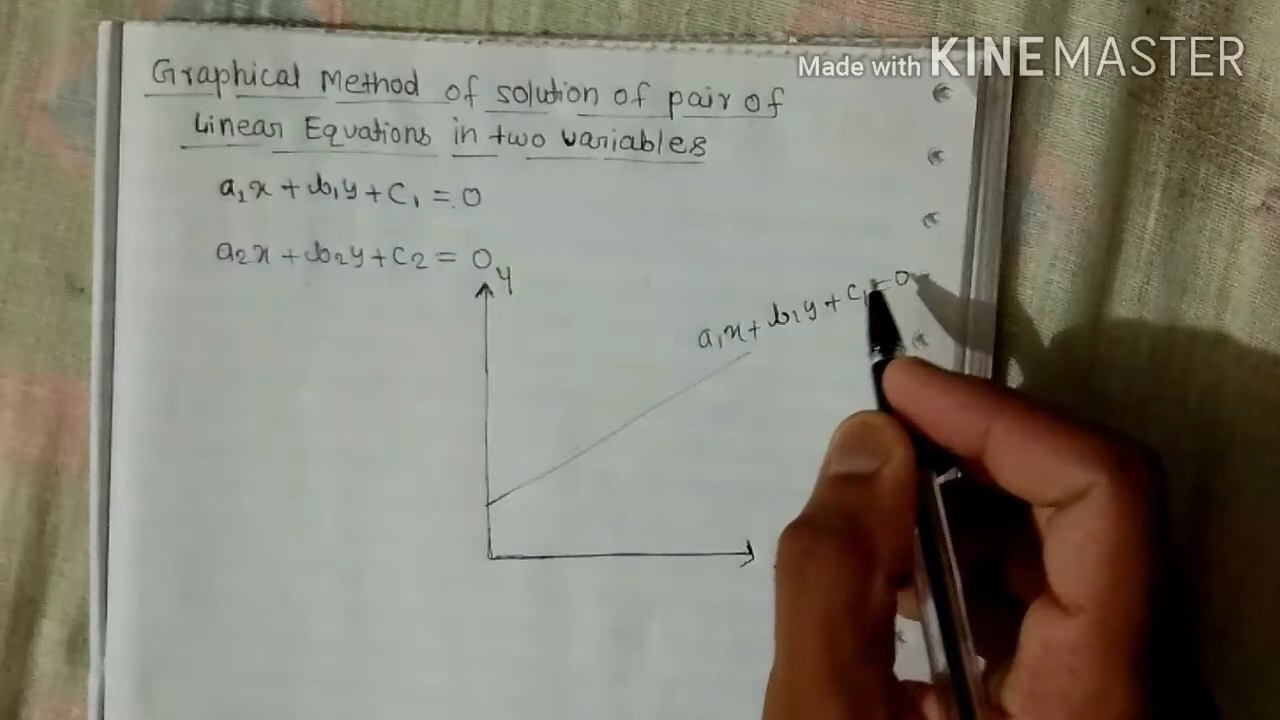 Made with KINEMASTER
Graphical Method of solution of pair of
Linear Equations in two variables
a₁x + b₁y + C₁ = 0
a₂x + b₂y + C₂ = 0
y
a₁x + b₁y + C₁ = 0